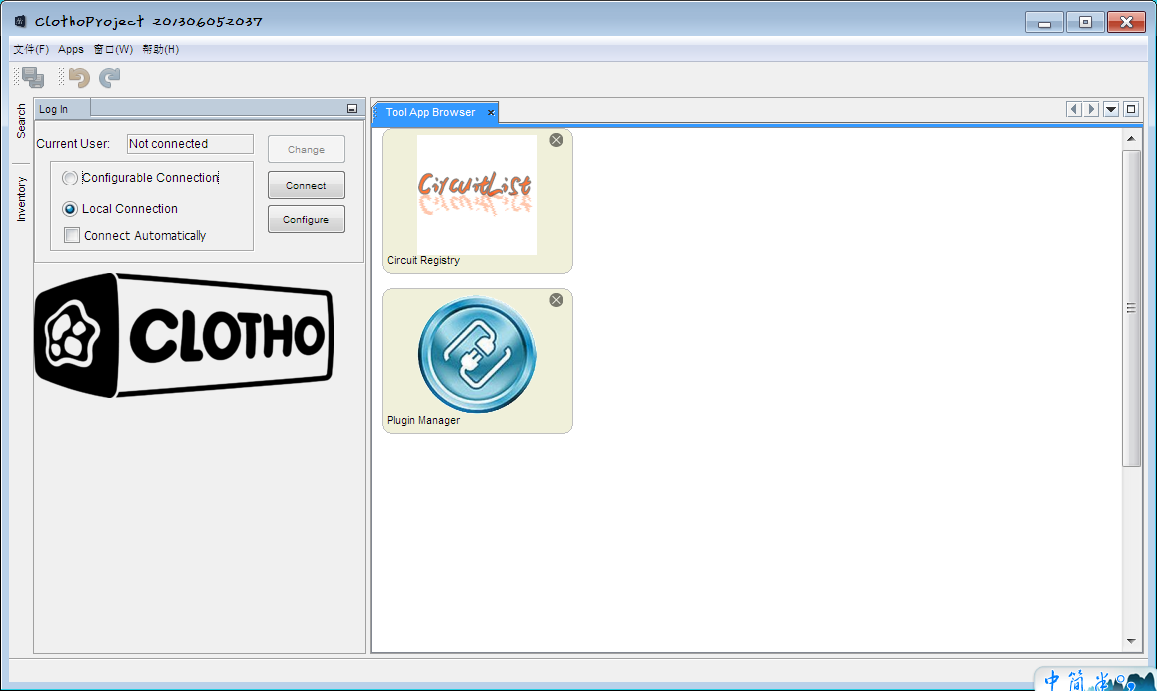 ClothoProject 201306052037
文件(F) Apps 窗口(W) 帮助(H)
Search
Inventory
Log In
Current User: Not connected Change
Configurable Connection Connect
Local Connection Configure
Connect Automatically
CLOTHO
Tool App Browser
CircuitList
Circuit Registry
Plugin Manager
中 简